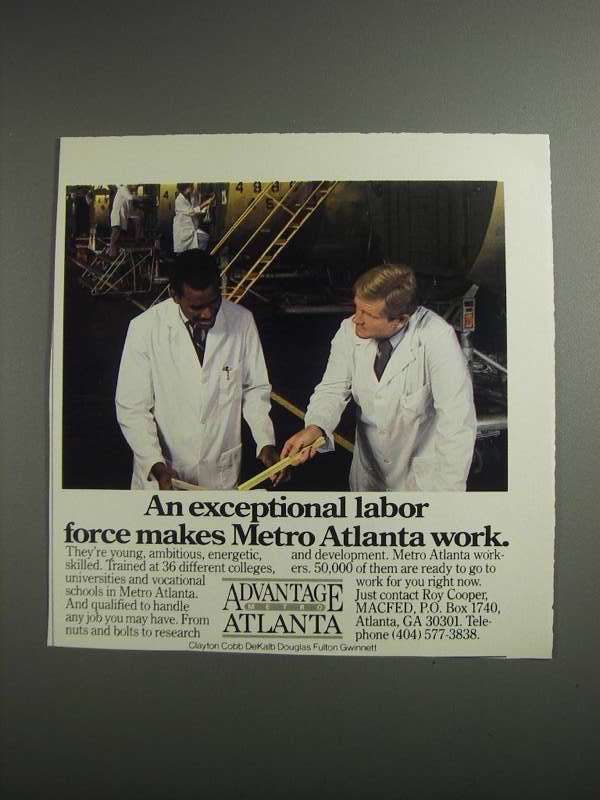 4 9 8 8
An exceptional labor
force makes Metro Atlanta work.
They're young, ambitious, energetic,
skilled. Trained at 36 different colleges,
universities and vocational
schools in Metro Atlanta.
And qualified to handle
any job you may have. From
nuts and bolts to research
and development. Metro Atlanta work-
ers. 50,000 of them are ready to go to
work for you right now.
Just contact Roy Cooper,
MACFED, P.O. Box 1740,
Atlanta, GA 30301. Tele-
phone (404) 577-3838.
ADVANTAGE
METRO
ATLANTA
Clayton Cobb DeKalb Douglas Fulton Gwinnett